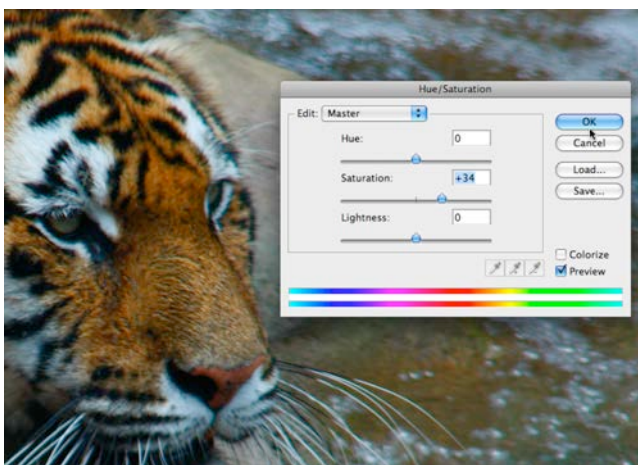 Hue/Saturation
Edit: Master
Hue: 0
Saturation: +34
Lightness: 0
OK
Cancel
Load...
Save...
Colorize
Preview